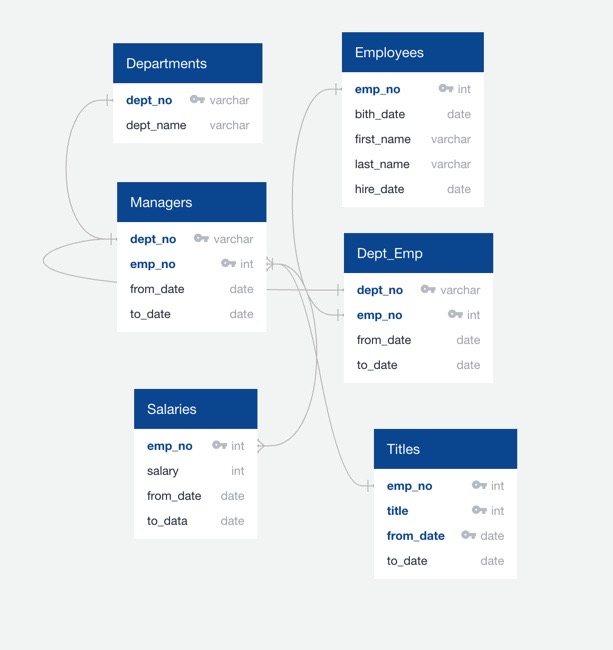 Departments
dept_no varchar
dept_name varchar
Employees
emp_no int
bith_date date
first_name varchar
last_name varchar
hire_date date
Managers
dept_no varchar
emp_no int
from_date date
to_date date
Dept_Emp
dept_no varchar
emp_no int
from_date date
to_date date
Salaries
emp_no int
salary int
from_date date
to_data date
Titles
emp_no int
title int
from_date date
to_date date